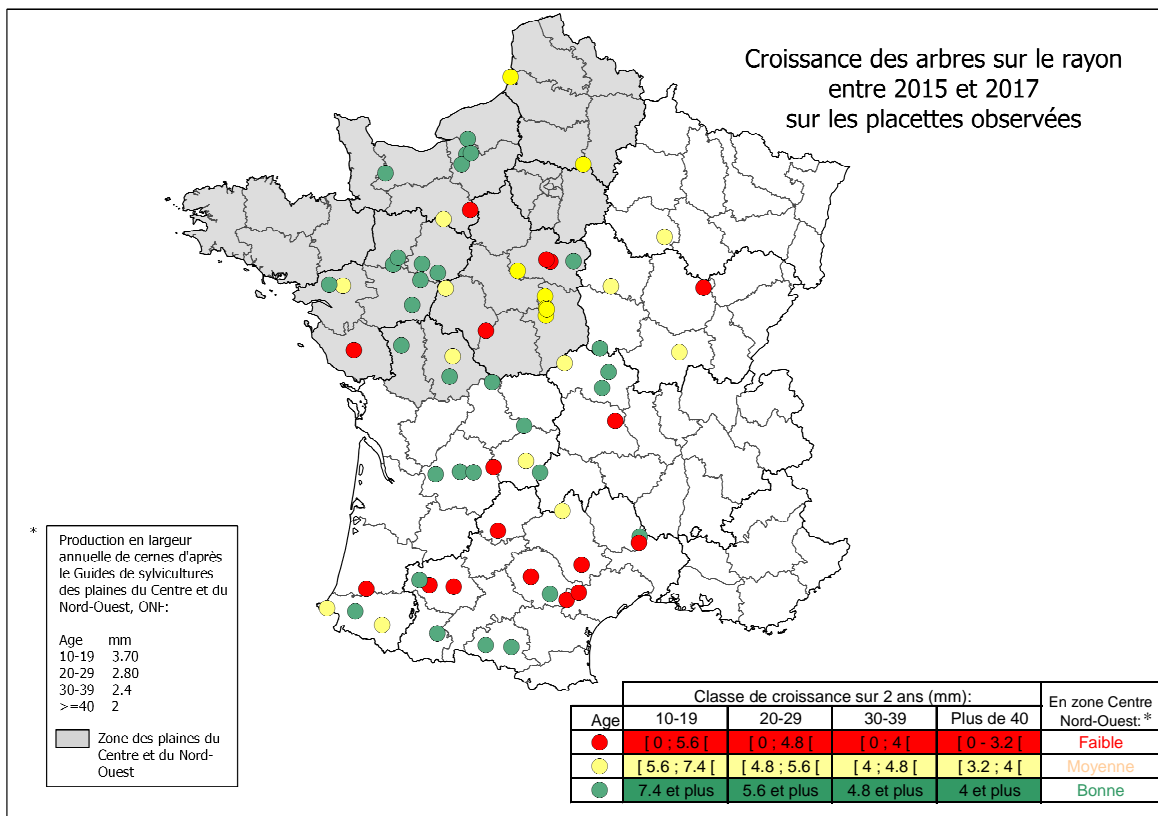 Croissance des arbres sur le rayon
entre 2015 et 2017
sur les placettes observées
*
Production en largeur
annuelle de cernes d'après
le Guides de sylvicultures
des plaines du Centre et du
Nord-Ouest, ONF:
Age mm
10-19 3.70
20-29 2.80
30-39 2.4
>=40 2
Zone des plaines du
Centre et du Nord-
Ouest
Classe de croissance sur 2 ans (mm):
En zone Centre
Nord-Ouest: *
Age 10-19 20-29 30-39 Plus de 40
[ 0 ; 5.6 [ [ 0 ; 4.8 [ [ 0 ; 4 [ [ 0 - 3.2 [ Faible
[ 5.6 ; 7.4 [ [ 4.8 ; 5.6 [ [ 4 ; 4.8 [ [ 3.2 ; 4 [ Moyenne
7.4 et plus 5.6 et plus 4.8 et plus 4 et plus Bonne